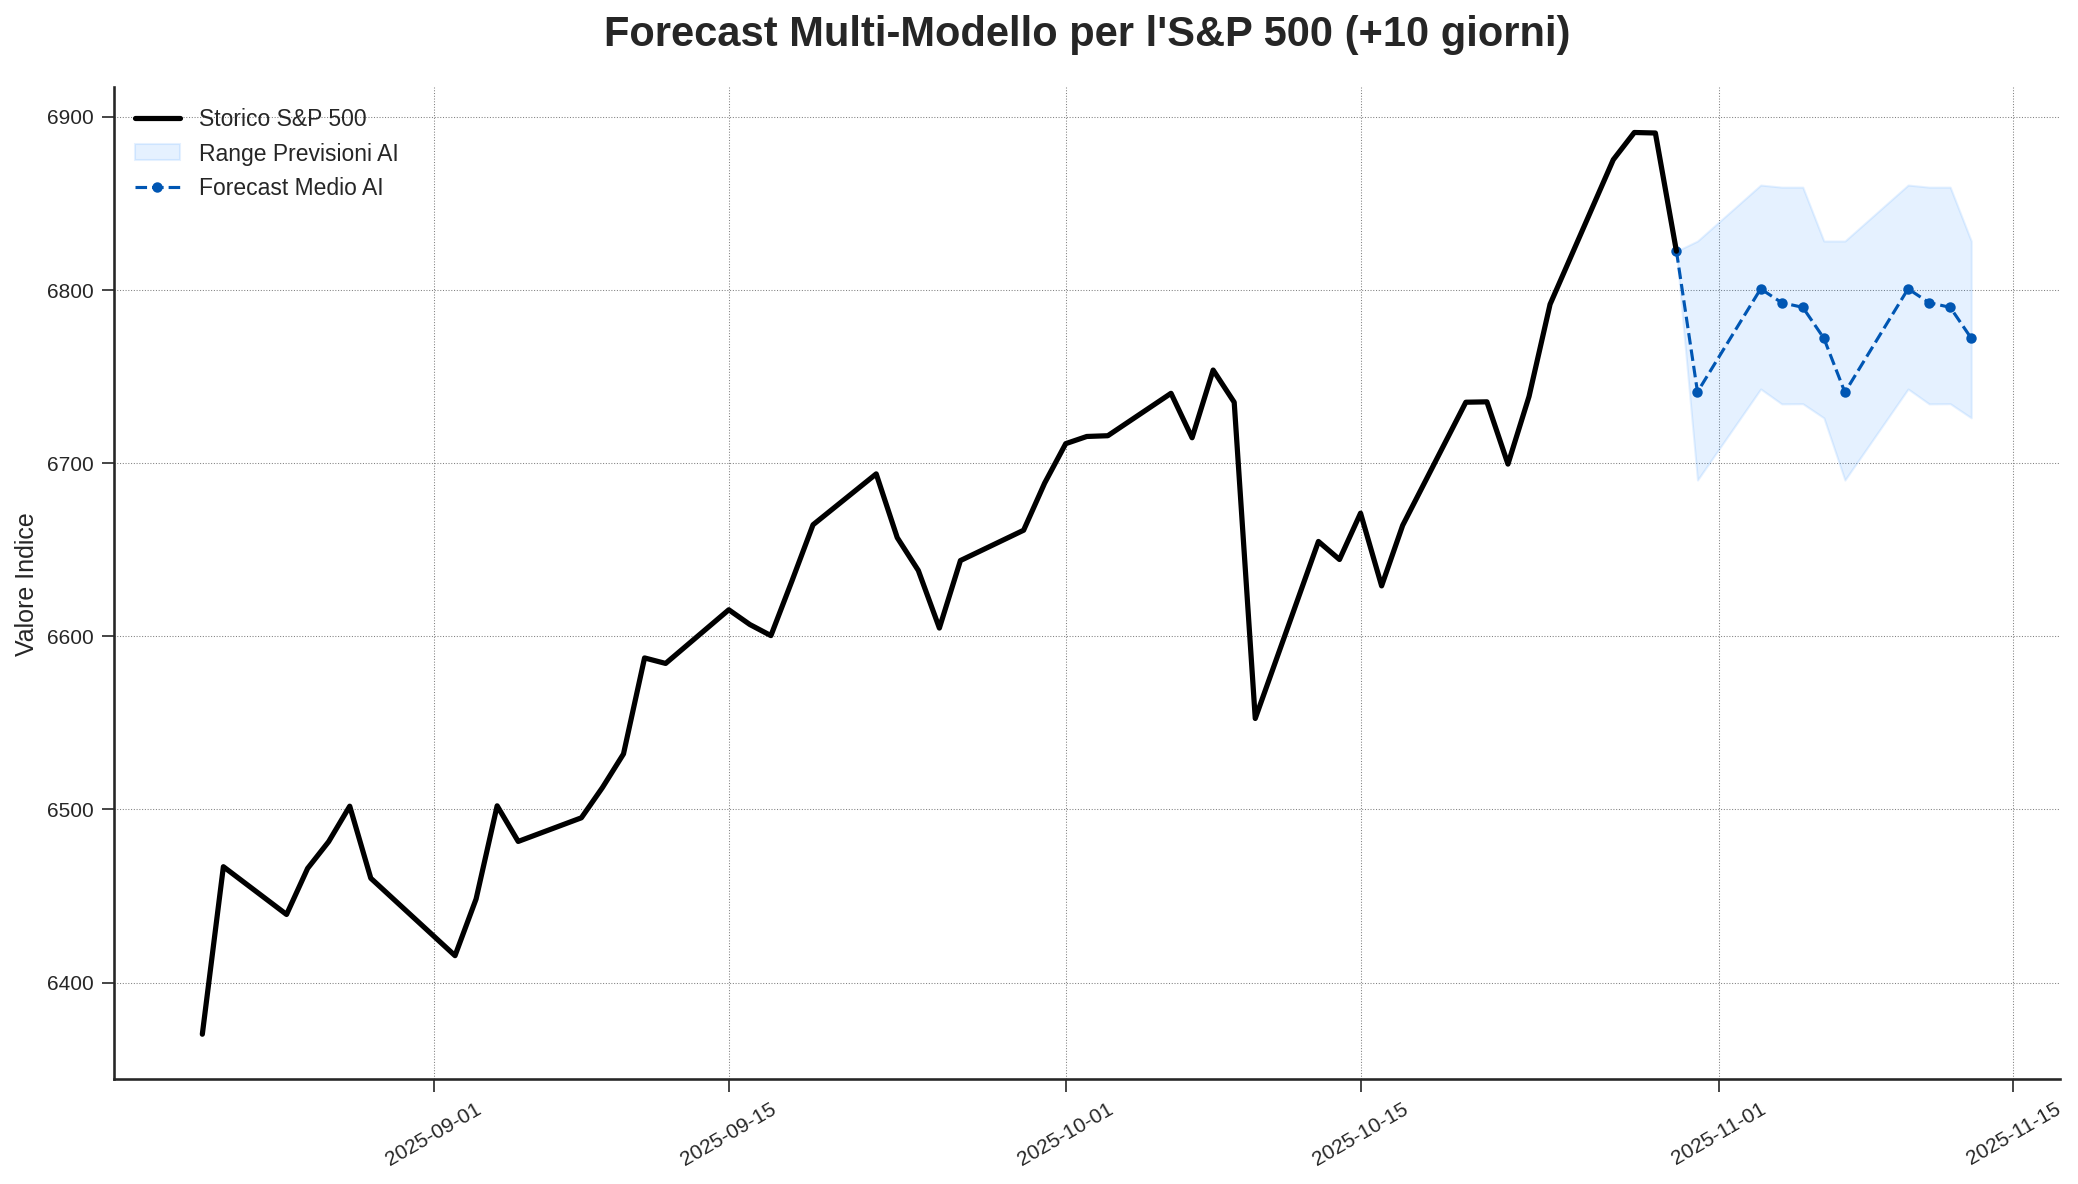 Forecast Multi-Modello per l'S&P 500 (+10 giorni)
Storico S&P 500
Range Previsioni AI
Forecast Medio AI
Valore Indice
6900
6800
6700
6600
6500
6400
2025-09-01
2025-09-15
2025-10-01
2025-10-15
2025-11-01
2025-11-15